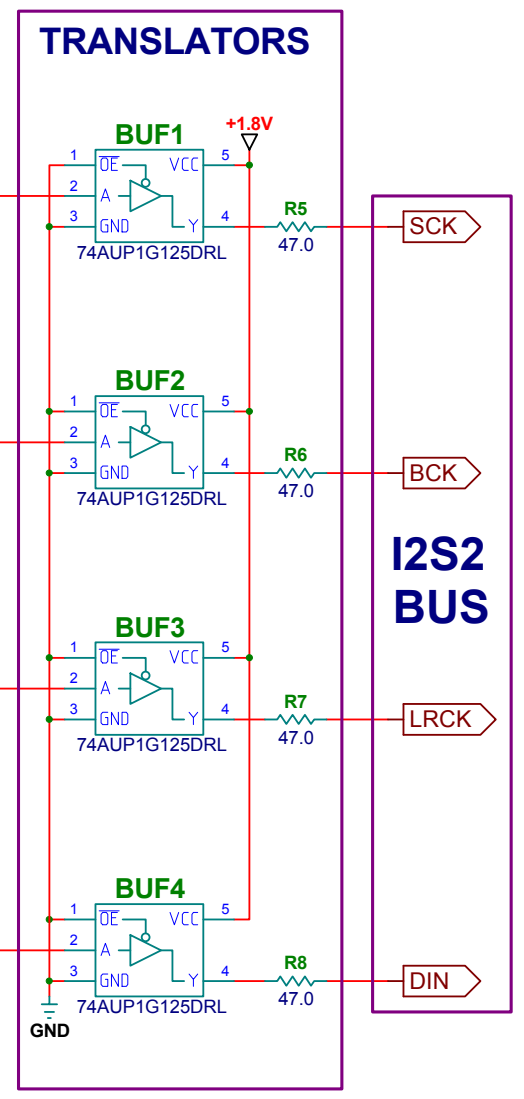 TRANSLATORS
BUF1
+1.8V
1 OE VCC 5
2 A
3 GND Y 4
74AUP1G125DRL
R5
47.0
SCK
BUF2
1 OE VCC 5
2 A
3 GND Y 4
74AUP1G125DRL
R6
47.0
BCK
I2S2
BUS
BUF3
1 OE VCC 5
2 A
3 GND Y 4
74AUP1G125DRL
R7
47.0
LRCK
BUF4
1 OE VCC 5
2 A
3 GND Y 4
74AUP1G125DRL
R8
47.0
DIN
GND